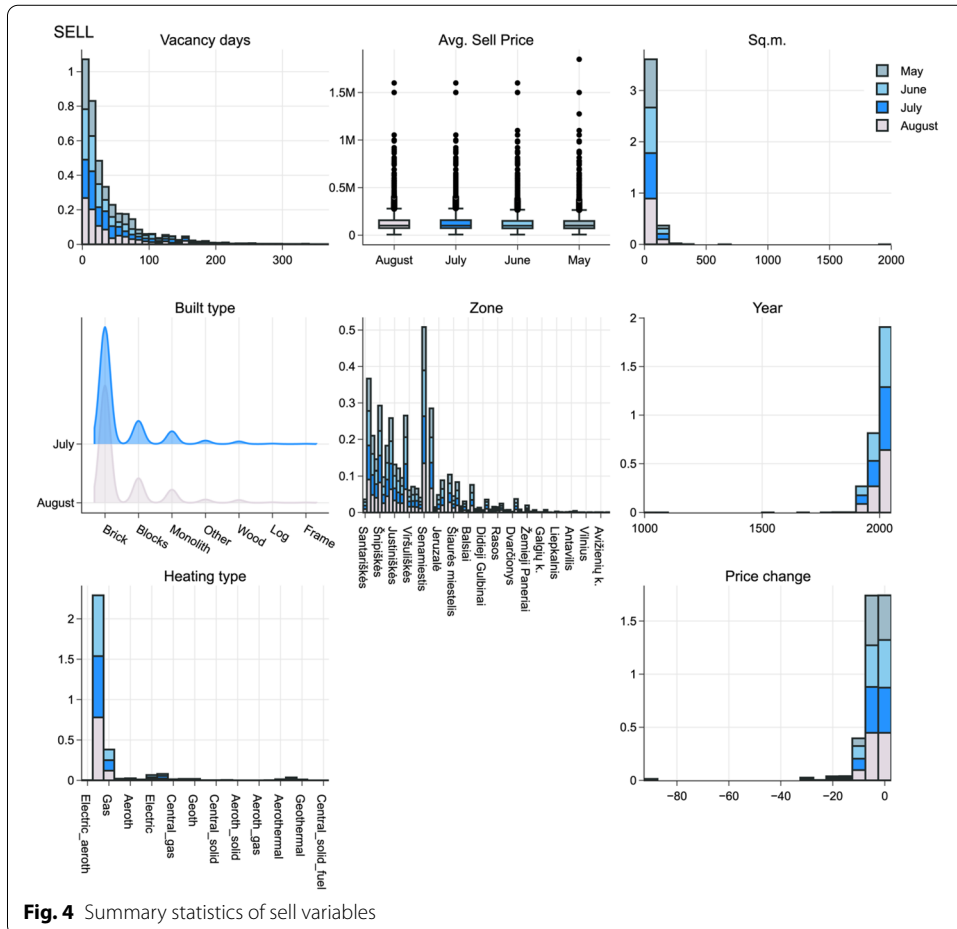 SELL
Vacancy days
1
0.8
0.6
0.4
0.2
0
0 100 200 300
Avg. Sell Price
1.5M
1M
0.5M
0
August July June May
Sq.m.
3
2
1
0
0 500 1000 1500 2000
May
June
July
August
Built type
July
August
Brick
Blocks
Monolith
Other
Wood
Log
Frame
Zone
0.5
0.4
0.3
0.2
0.1
0
Santariškės
Šnipiškės
Justiniškės
Viršuliškės
Senamiestis
Jeruzalė
Šiaurės miestelis
Balsiai
Didieji Gulbinai
Rasos
Dvarčionys
Žemieji Paneriai
Galgių k.
Liepkalnis
Antavilis
Vilnius
Avižienių k.
Year
2
1.5
1
0.5
0
1000 1500 2000
Heating type
2
1.5
1
0.5
0
Electric_aeroth
Gas
Aeroth
Electric
Central_gas
Geoth
Central_solid
Aeroth_solid
Aeroth_gas
Aerothermal
Geothermal
Central_solid_fuel
Price change
1.5
1
0.5
0
−80 −60 −40 −20 0
Fig. 4 Summary statistics of sell variables